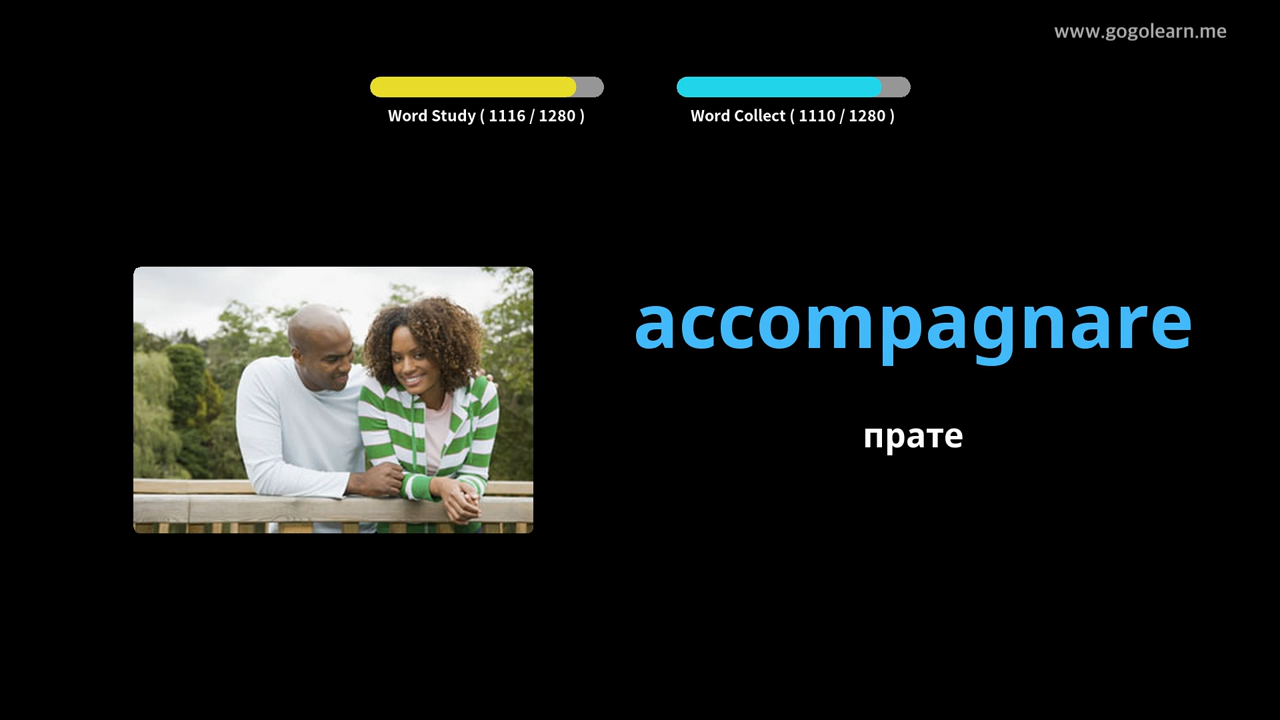 www.gogolearn.me
Word Study ( 1116 / 1280 )
Word Collect ( 1110 / 1280 )
accompagnare
прате